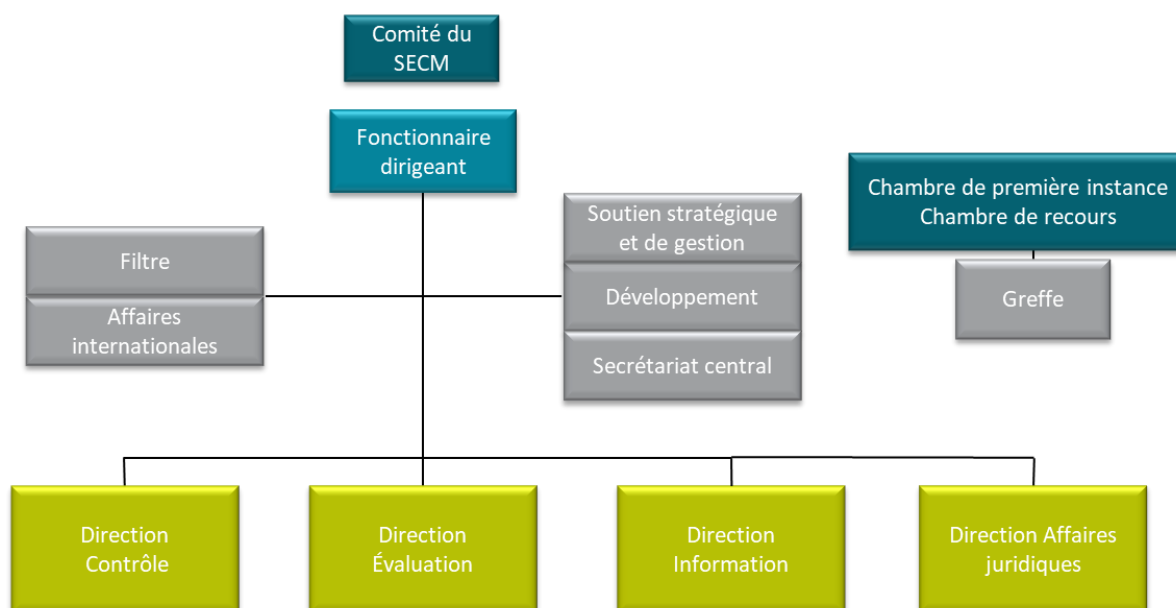 Comité du
SECM
Fonctionnaire
dirigeant
Chambre de première instance
Chambre de recours
Greffe
Filtre
Affaires
internationales
Soutien stratégique
et de gestion
Développement
Secrétariat central
Direction
Contrôle
Direction
Évaluation
Direction
Information
Direction Affaires
juridiques